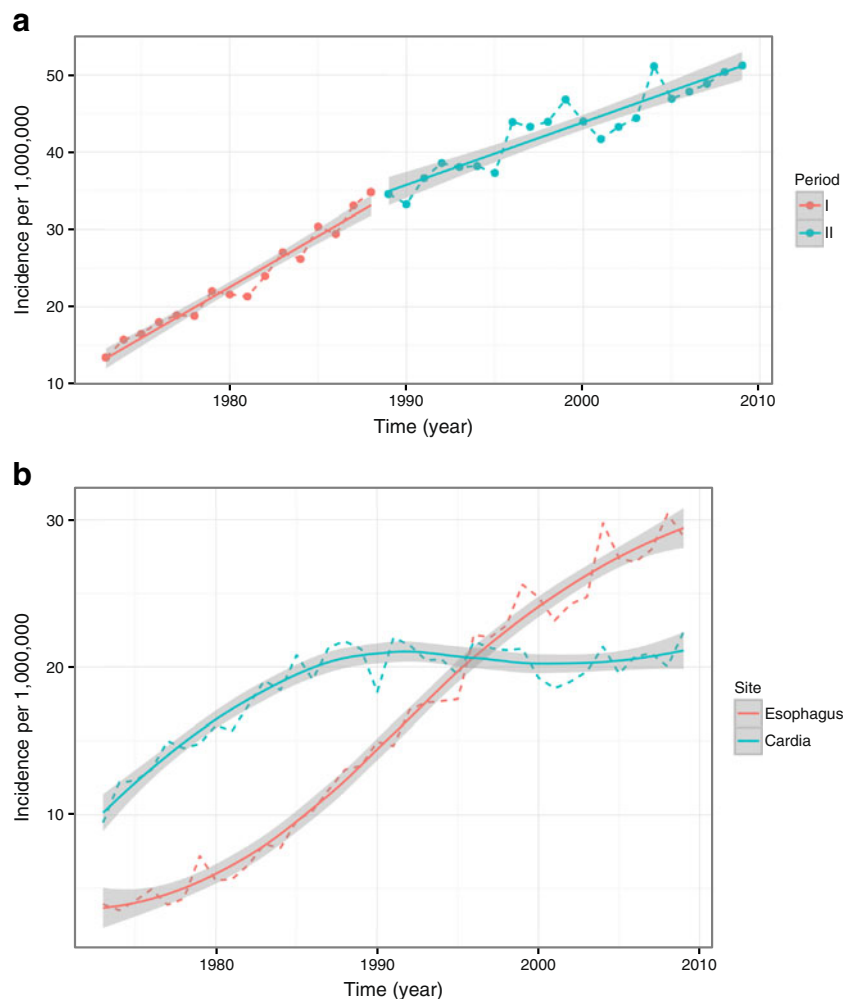 a
50
40
30
20
10
Incidence per 1,000,000
1980
1990
2000
2010
Time (year)
Period
I
II
b
30
20
10
Incidence per 1,000,000
1980
1990
2000
2010
Time (year)
Site
Esophagus
Cardia